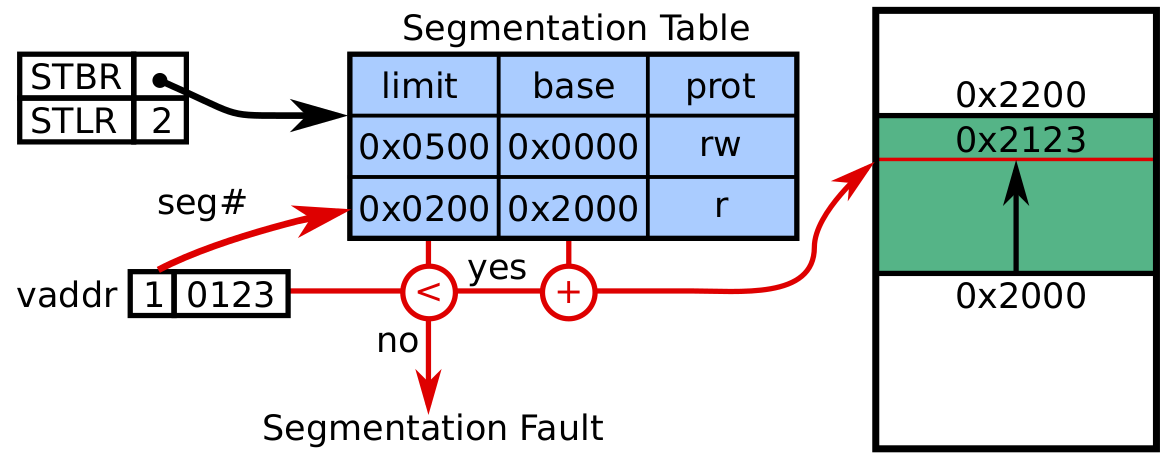 Segmentation Table
STBR
STLR 2
limit base prot
0x0500 0x0000 rw
0x0200 0x2000 r
seg#
vaddr 1 0123
< yes +
no
Segmentation Fault
0x2200
0x2123
0x2000